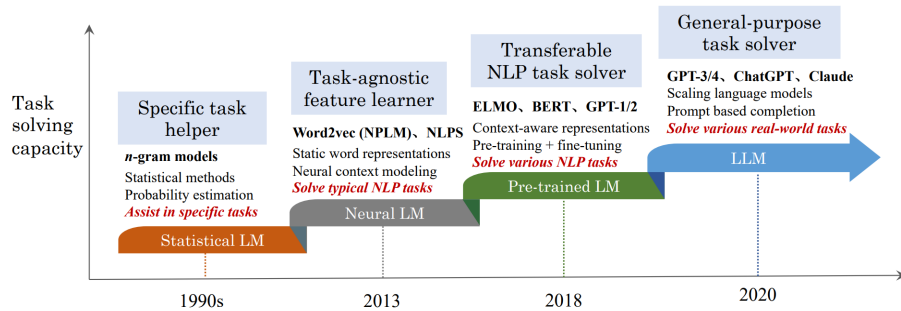 Task
solving
capacity
Specific task
helper
n-gram models
Statistical methods
Probability estimation
Assist in specific tasks
Statistical LM
1990s
Task-agnostic
feature learner
Word2vec (NPLM)、NLPS
Static word representations
Neural context modeling
Solve typical NLP tasks
Neural LM
2013
Transferable
NLP task solver
ELMO、BERT、GPT-1/2
Context-aware representations
Pre-training + fine-tuning
Solve various NLP tasks
Pre-trained LM
2018
General-purpose
task solver
GPT-3/4、ChatGPT、Claude
Scaling language models
Prompt based completion
Solve various real-world tasks
LLM
2020